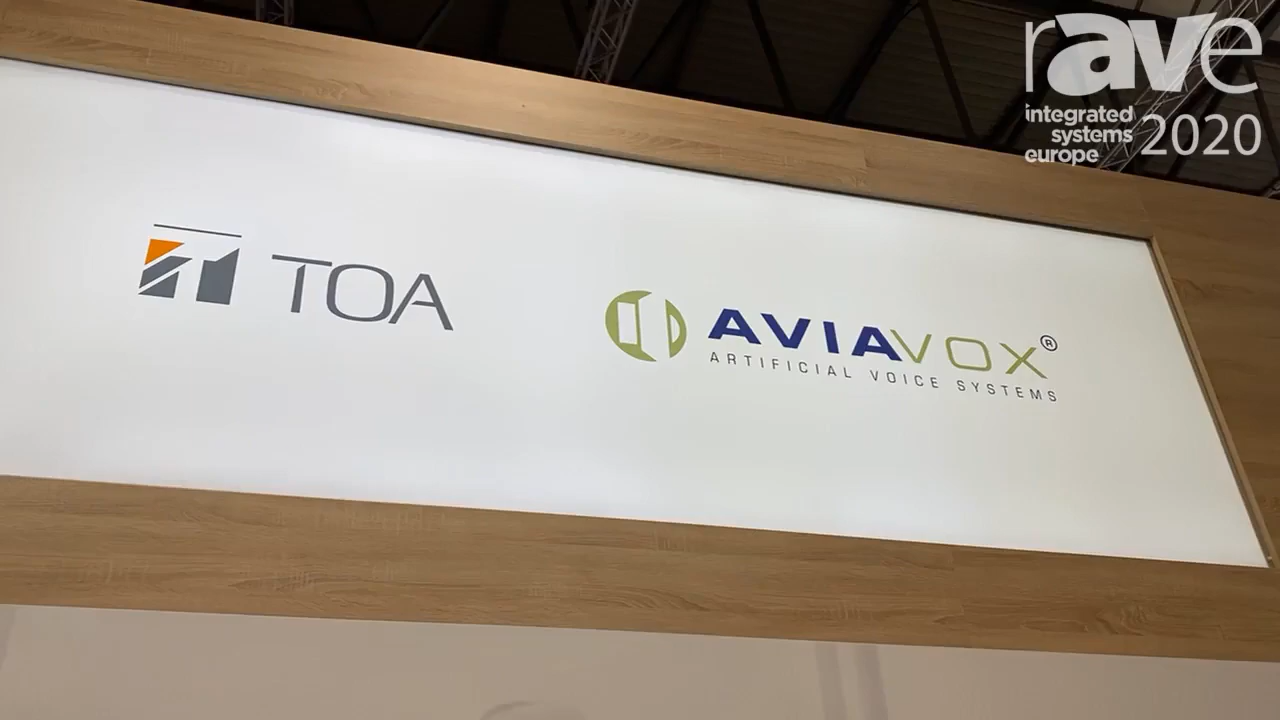 rave
integrated
systems
europe 2020
TOA
AVIAVOX®
ARTIFICIAL VOICE SYSTEMS